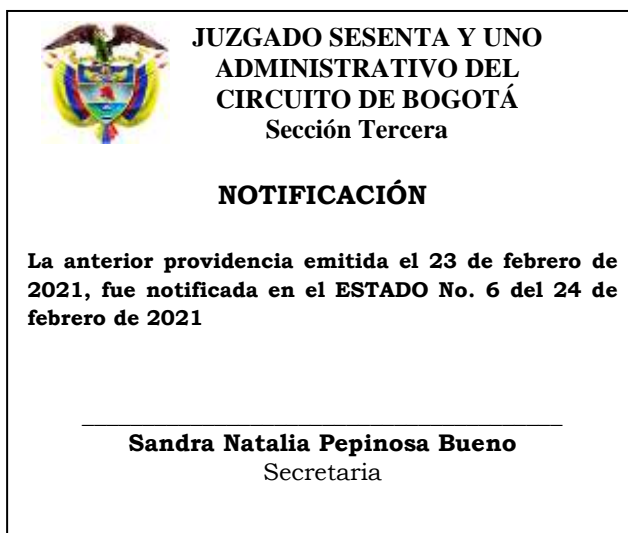 JUZGADO SESENTA Y UNO
ADMINISTRATIVO DEL
CIRCUITO DE BOGOTÁ
Sección Tercera
NOTIFICACIÓN
La anterior providencia emitida el 23 de febrero de
2021, fue notificada en el ESTADO No. 6 del 24 de
febrero de 2021
Sandra Natalia Pepinosa Bueno
Secretaria